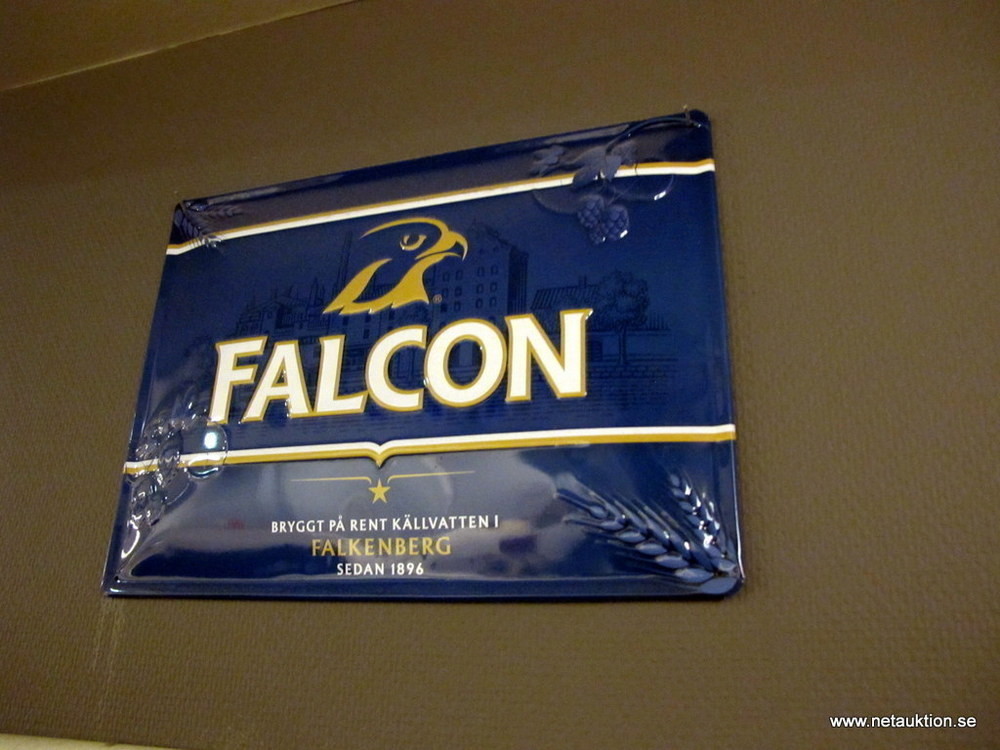 FALCON
BRYGGT PÅ RENT KÄLLVATTEN I
FALKENBERG
SEDAN 1896
www.netauktion.se